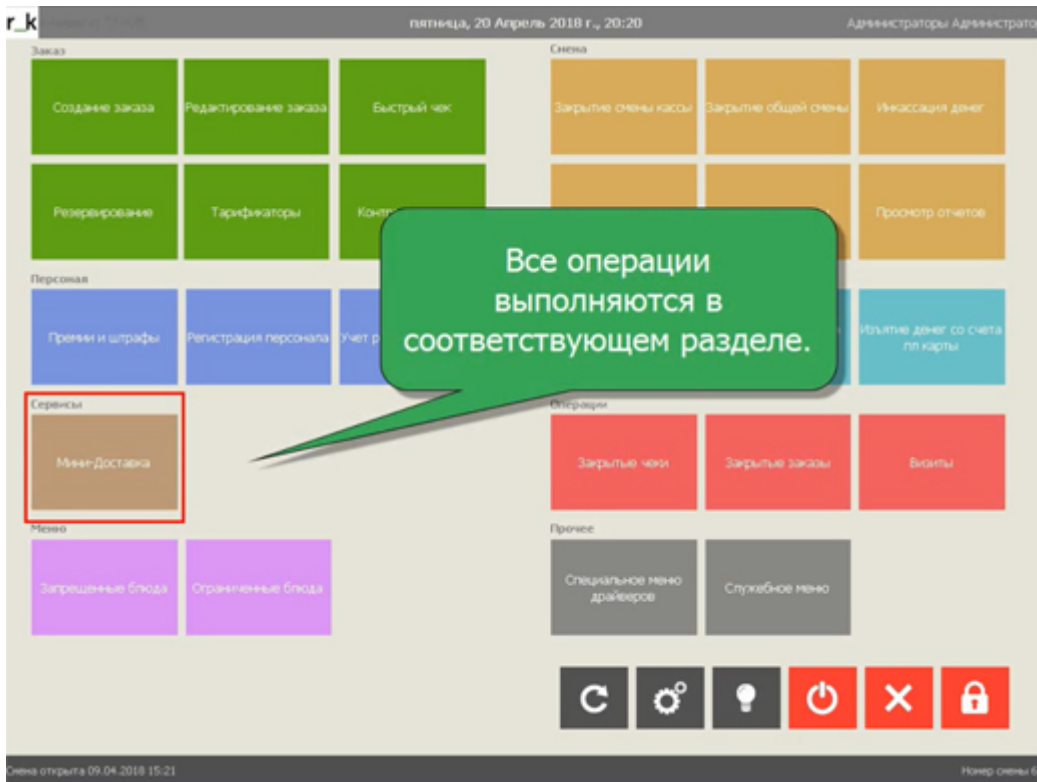 r_k
пятница, 20 Апрель 2018 г., 20:20
Администраторы Администрато
Заказ
Создание заказа
Редактирование заказа
Быстрый чек
Резервирование
Тарификаторы
Смена
Закрытие смены кассы
Закрытие общей смены
Инкассация денег
Просмотр отчетов
Все операции
выполняются в
соответствующем разделе.
Персонал
Премии и штрафы
Регистрация персонала
Изъятие денег со счета
пл карты
Сервисы
Мини-Доставка
Операции
Закрытые чеки
Закрытые заказы
Визиты
Меню
Запрещенные блюда
Ограниченные блюда
Прочее
Специальное меню
драйверов
Служебное меню
Смена открыта 09.04.2018 15:21
Номер смены 6